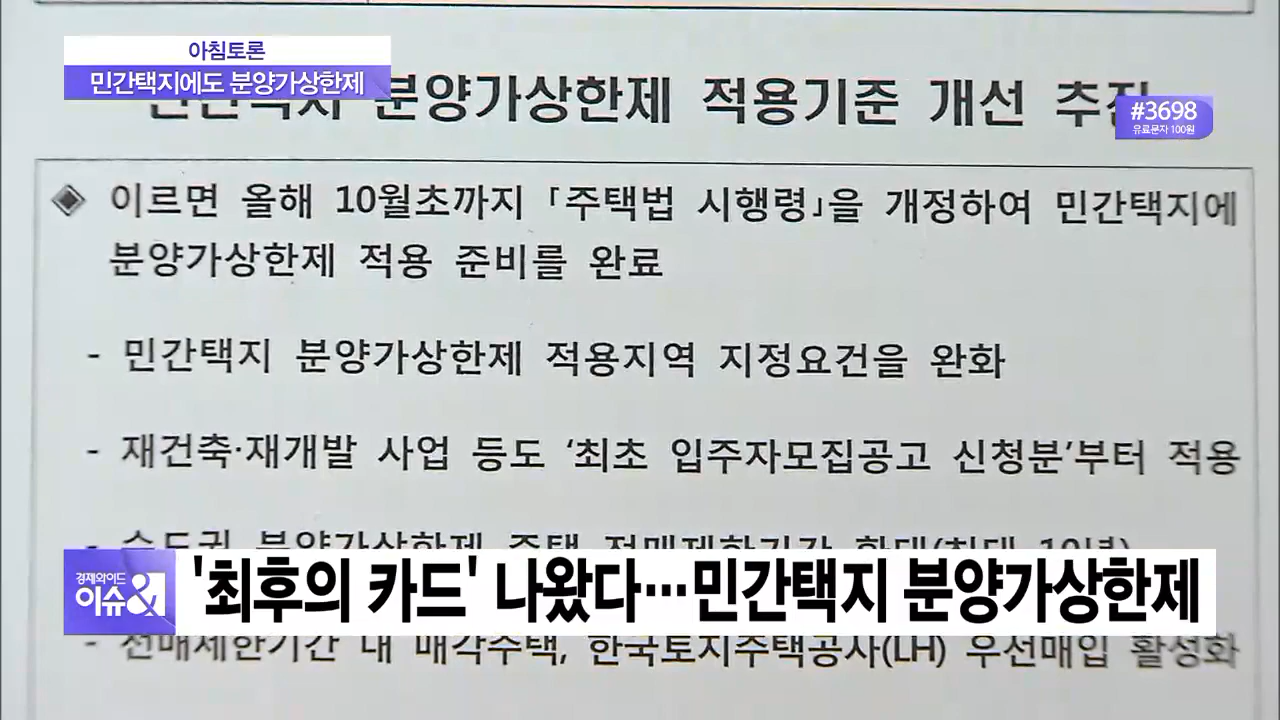 아침토론
민간택지에도 분양가상한제
분양가상한제 적용기준 개선 추진
#3698
유료문자 100원
◈ 이르면 올해 10월초까지 「주택법 시행령」을 개정하여 민간택지에
분양가상한제 적용 준비를 완료
- 민간택지 분양가상한제 적용지역 지정요건을 완화
- 재건축·재개발 사업 등도 ‘최초 입주자모집공고 신청분’부터 적용
경제와이드
이슈&
'최후의 카드' 나왔다…민간택지 분양가상한제
- 전매제한기간 내 매각주택, 한국토지주택공사(LH) 우선매입 활성화